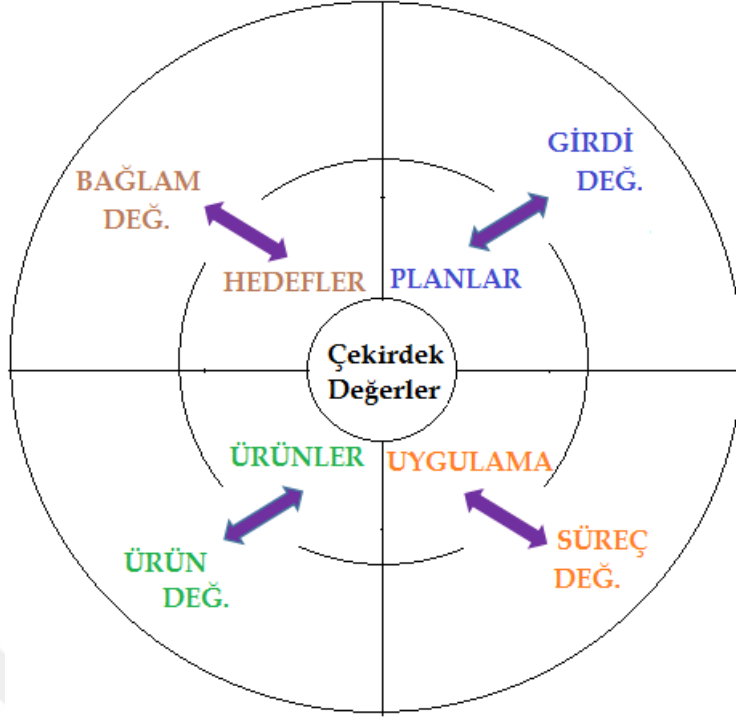 BAĞLAM
DEĞ.
GİRDİ
DEĞ.
HEDEFLER
PLANLAR
Çekirdek
Değerler
ÜRÜNLER
UYGULAMA
ÜRÜN
DEĞ.
SÜREÇ
DEĞ.